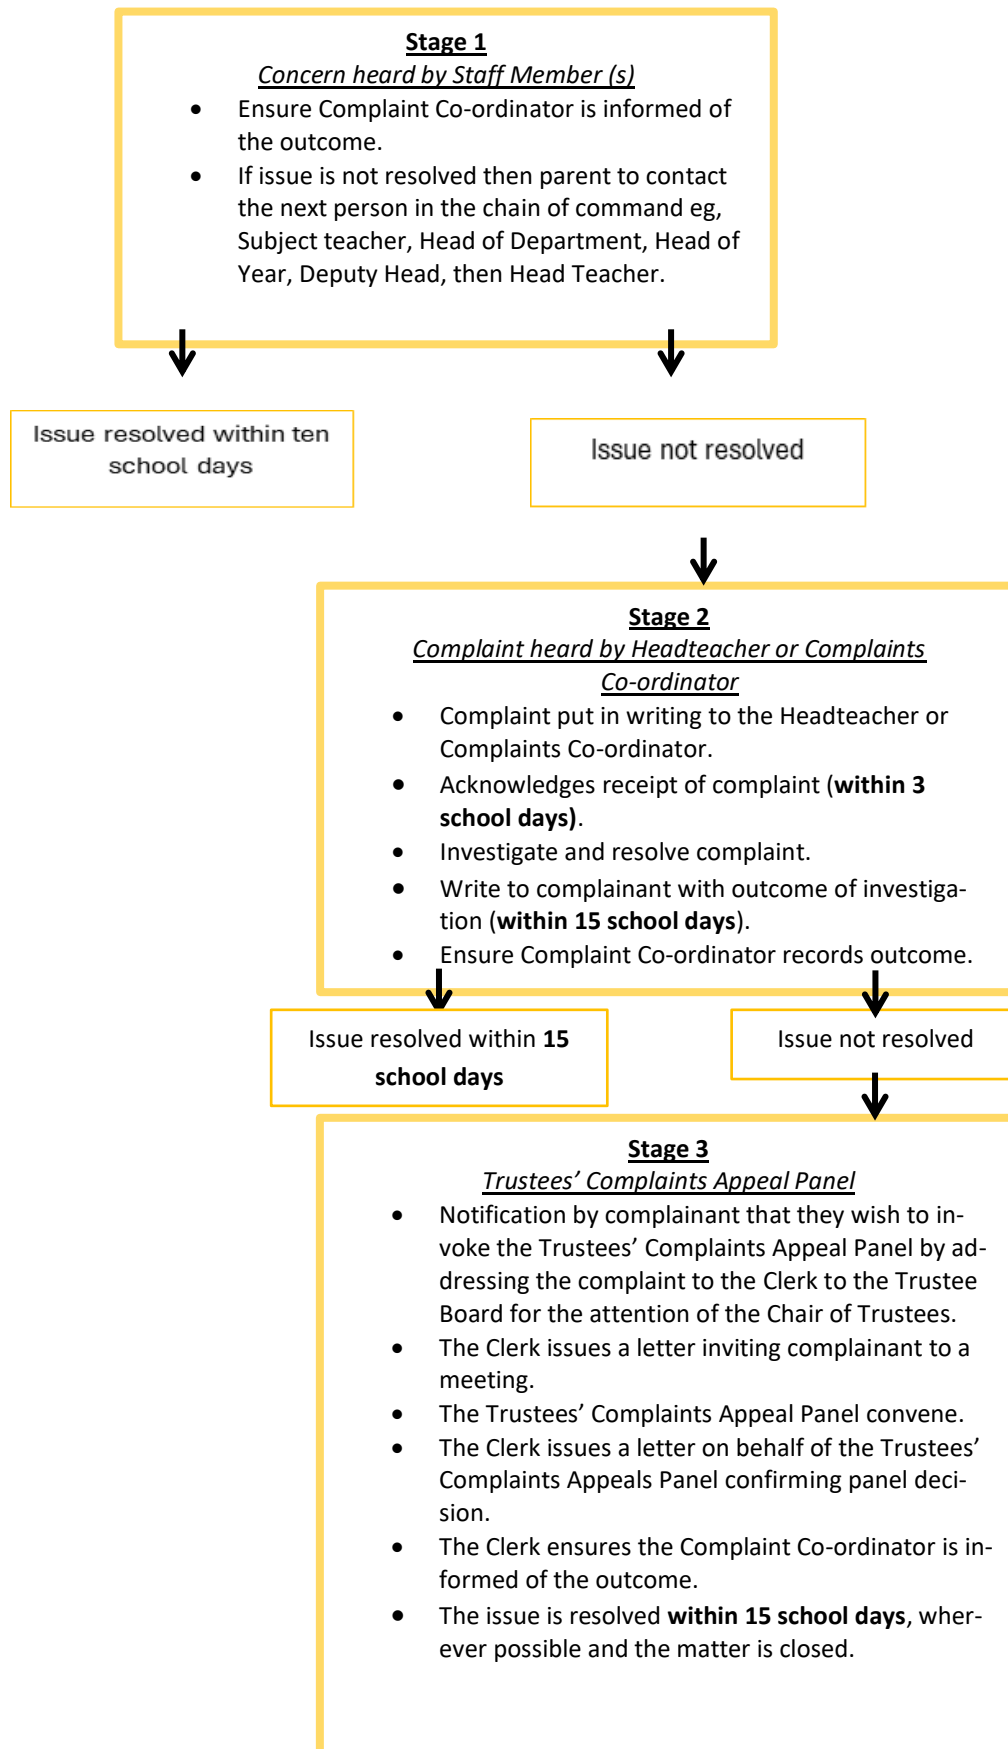 Stage 1
Concern heard by Staff Member (s)
• Ensure Complaint Co-ordinator is informed of
the outcome.
• If issue is not resolved then parent to contact
the next person in the chain of command eg,
Subject teacher, Head of Department, Head of
Year, Deputy Head, then Head Teacher.
Issue resolved within ten
school days
Issue not resolved
Stage 2
Complaint heard by Headteacher or Complaints
Co-ordinator
• Complaint put in writing to the Headteacher or
Complaints Co-ordinator.
• Acknowledges receipt of complaint (within 3
school days).
• Investigate and resolve complaint.
• Write to complainant with outcome of investiga-
tion (within 15 school days).
• Ensure Complaint Co-ordinator records outcome.
Issue resolved within 15
school days
Issue not resolved
Stage 3
Trustees’ Complaints Appeal Panel
• Notification by complainant that they wish to in-
voke the Trustees’ Complaints Appeal Panel by ad-
dressing the complaint to the Clerk to the Trustee
Board for the attention of the Chair of Trustees.
• The Clerk issues a letter inviting complainant to a
meeting.
• The Trustees’ Complaints Appeal Panel convene.
• The Clerk issues a letter on behalf of the Trustees’
Complaints Appeals Panel confirming panel deci-
sion.
• The Clerk ensures the Complaint Co-ordinator is in-
formed of the outcome.
• The issue is resolved within 15 school days, wher-
ever possible and the matter is closed.